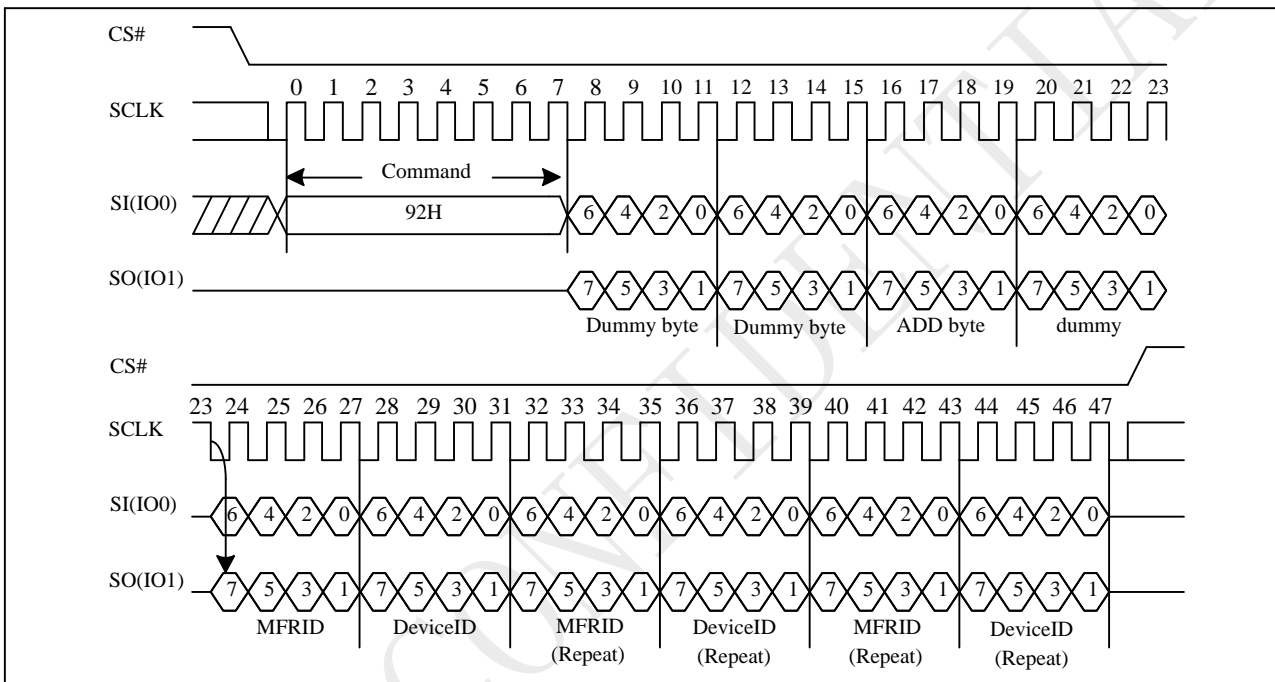 CS#
0 1 2 3 4 5 6 7 8 9 10 11 12 13 14 15 16 17 18 19 20 21 22 23
SCLK
Command
SI(IO0) 92H 6 4 2 0 6 4 2 0 6 4 2 0 6 4 2 0
SO(IO1) 7 5 3 1 7 5 3 1 7 5 3 1 7 5 3 1
Dummy byte Dummy byte ADD byte dummy
CS#
23 24 25 26 27 28 29 30 31 32 33 34 35 36 37 38 39 40 41 42 43 44 45 46 47
SCLK
SI(IO0) 6 4 2 0 6 4 2 0 6 4 2 0 6 4 2 0 6 4 2 0 6 4 2 0
SO(IO1) 7 5 3 1 7 5 3 1 7 5 3 1 7 5 3 1 7 5 3 1 7 5 3 1
MFRID DeviceID MFRID DeviceID MFRID DeviceID
(Repeat) (Repeat) (Repeat) (Repeat)
CONFIDENTIA